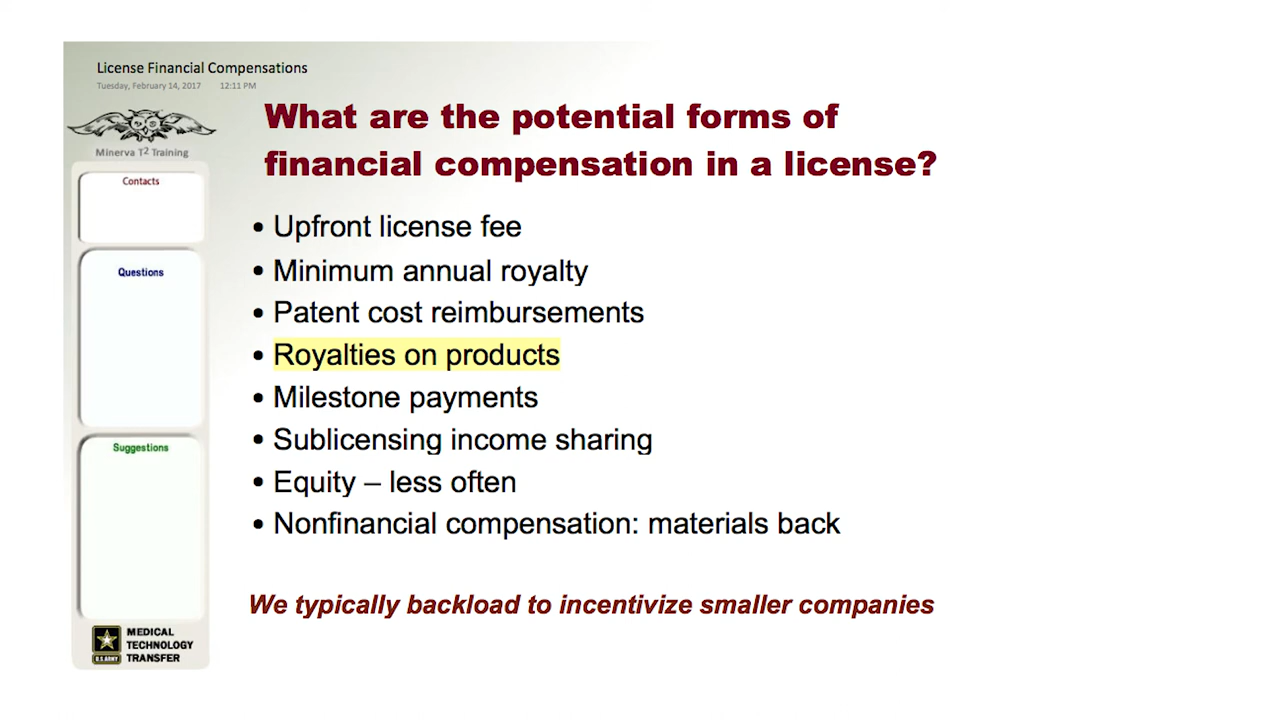 License Financial Compensations
Tuesday, February 14, 2017 12:11 PM
Minerva T² Training
Contacts
Questions
Suggestions
U.S.ARMY
MEDICAL
TECHNOLOGY
TRANSFER
What are the potential forms of
financial compensation in a license?
• Upfront license fee
• Minimum annual royalty
• Patent cost reimbursements
• Royalties on products
• Milestone payments
• Sublicensing income sharing
• Equity – less often
• Nonfinancial compensation: materials back
We typically backload to incentivize smaller companies